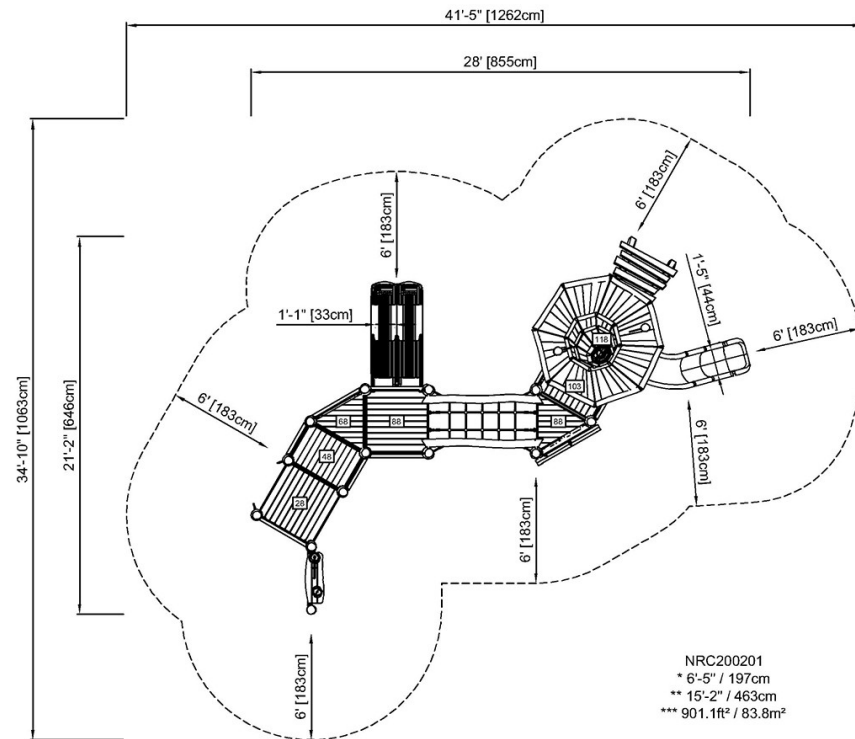 41'-5" [1262cm]
28' [855cm]
6' [183cm]
6' [183cm]
1'-5" [44cm]
1'-1" [33cm]
118
6' [183cm]
103
34'-10" [1063cm]
21'-2" [646cm]
6' [183cm]
68
88
88
48
28
6' [183cm]
6' [183cm]
6' [183cm]
NRC200201
* 6'-5" / 197cm
** 15'-2" / 463cm
*** 901.1ft² / 83.8m²